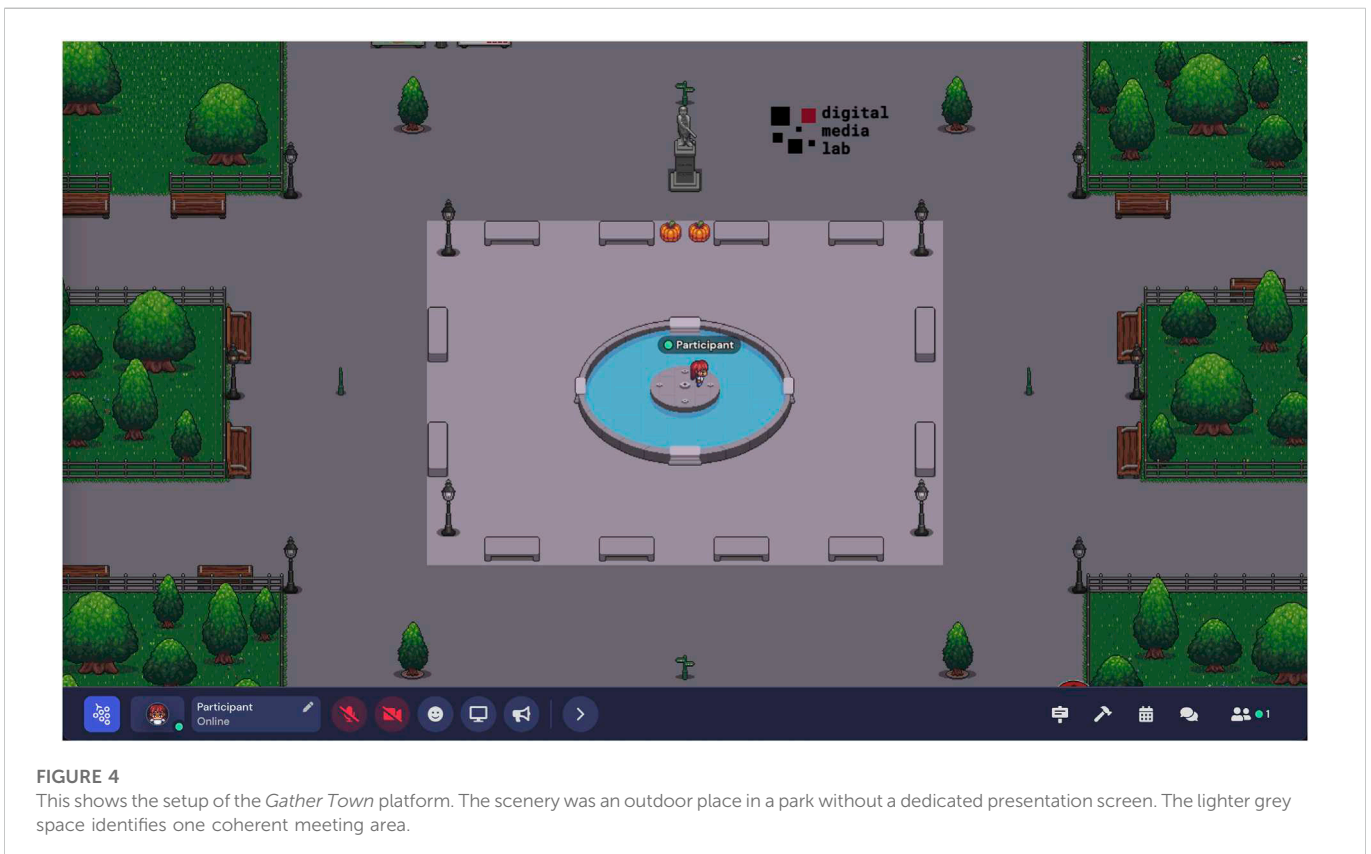 digital
media
lab
Participant
Participant
Online
1
FIGURE 4
This shows the setup of the Gather Town platform. The scenery was an outdoor place in a park without a dedicated presentation screen. The lighter grey
space identifies one coherent meeting area.